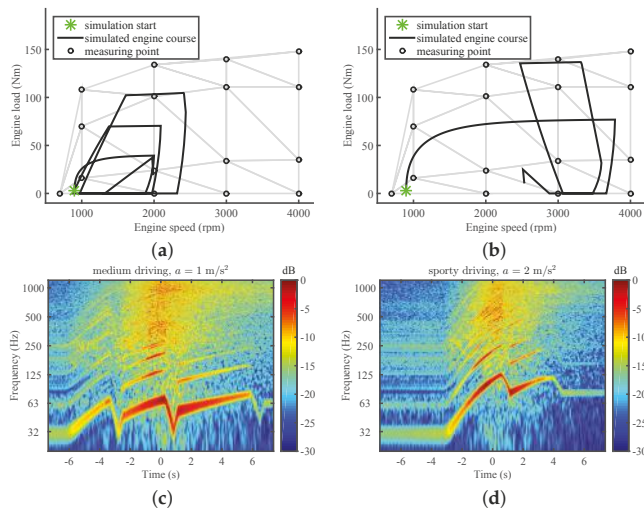 simulation start
simulated engine course
measuring point
150
100
50
0
Engine load (Nm)
1000 2000 3000 4000
Engine speed (rpm)
(a)
simulation start
simulated engine course
measuring point
150
100
50
0
Engine load (Nm)
1000 2000 3000 4000
Engine speed (rpm)
(b)
medium driving, a = 1 m/s²
dB
1000
500
250
125
63
32
Frequency (Hz)
-6 -4 -2 0 2 4 6
Time (s)
0
-5
-10
-15
-20
-25
-30
(c)
sporty driving, a = 2 m/s²
dB
1000
500
250
125
63
32
Frequency (Hz)
-6 -4 -2 0 2 4 6
Time (s)
0
-5
-10
-15
-20
-25
-30
(d)